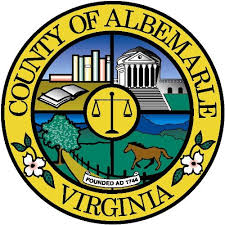 COUNTY OF ALBEMARLE
FOUNDED AD 1744
VIRGINIA